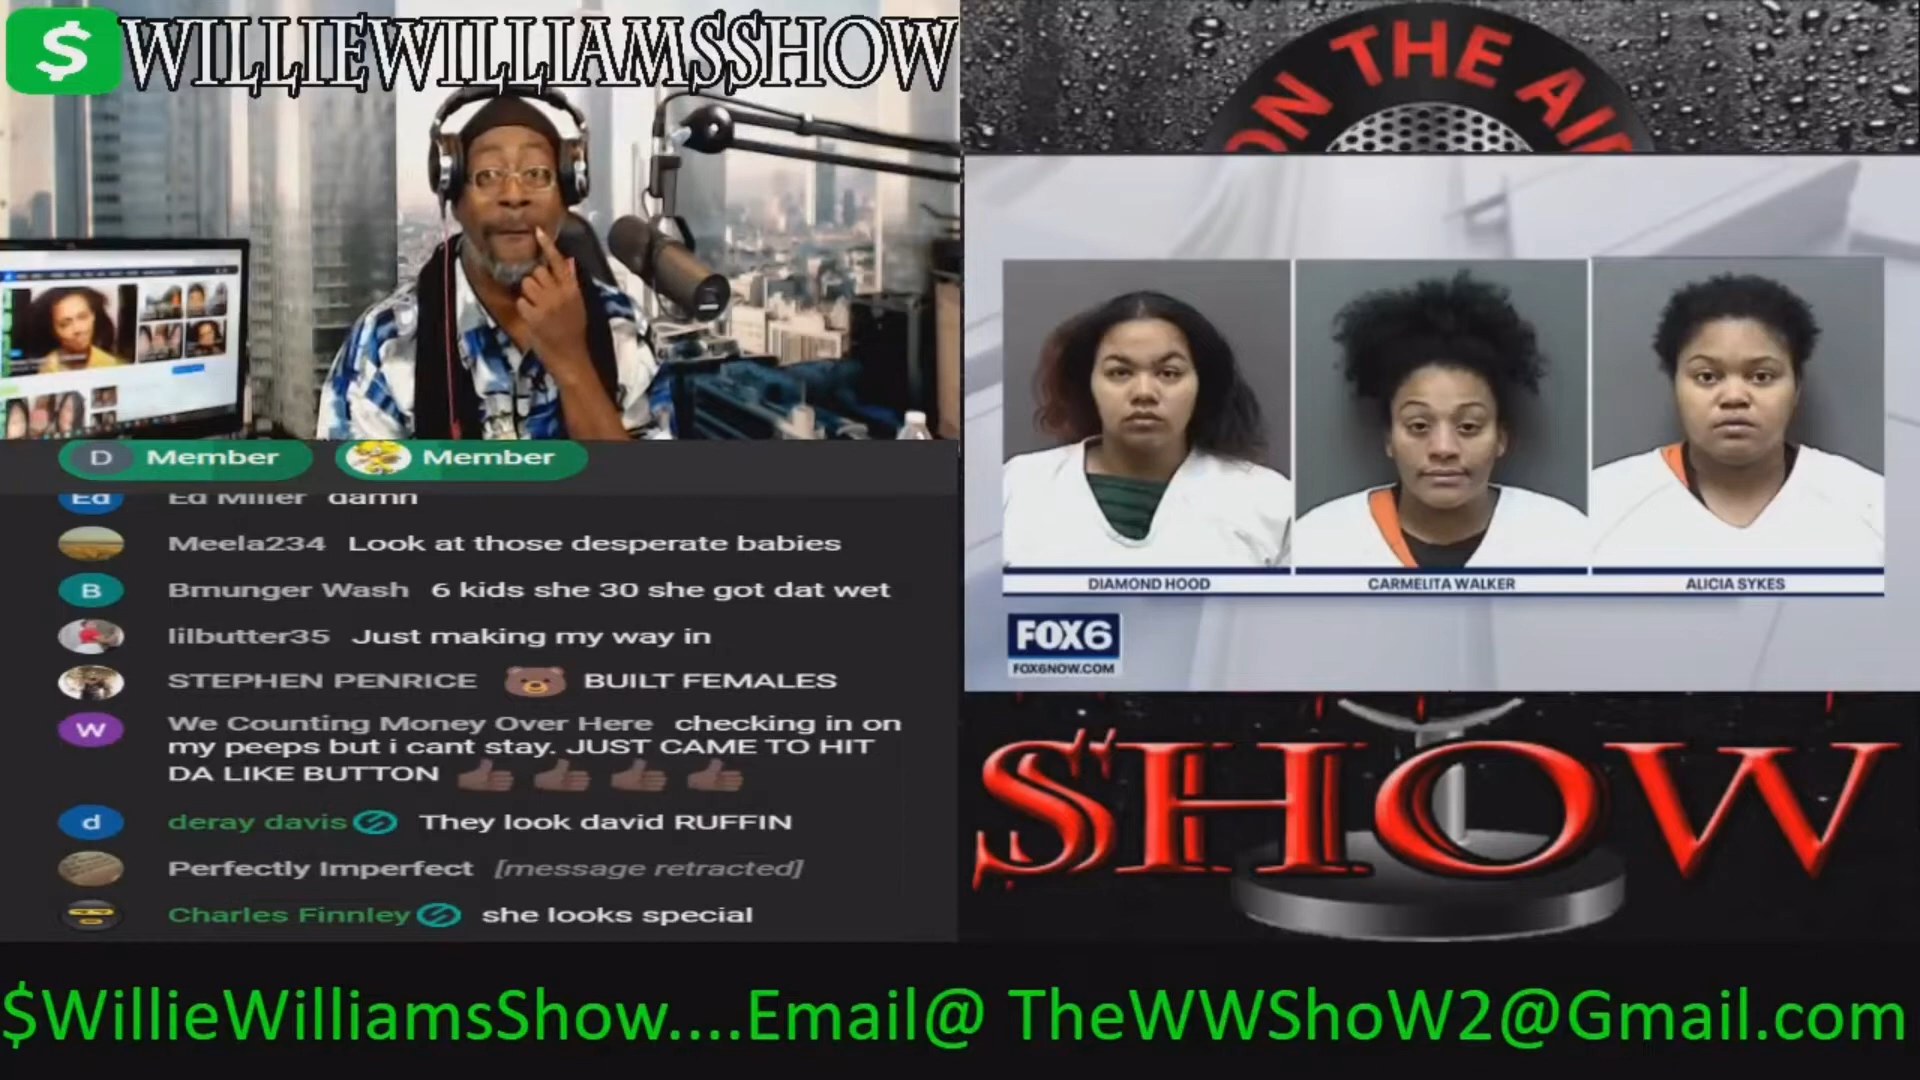 $ WILLIEWILLIAMSSHOW
ON THE AIR
D Member Member
Ed Ed Miller damn
Meela234 Look at those desperate babies
B Bmunger Wash 6 kids she 30 she got dat wet
lilbutter35 Just making my way in
STEPHEN PENRICE 🐻 BUILT FEMALES
W We Counting Money Over Here checking in on
my peeps but i cant stay. JUST CAME TO HIT
DA LIKE BUTTON 👍🏾 👍🏾 👍🏾 👍🏾
d deray davis They look david RUFFIN
Perfectly Imperfect [message retracted]
Charles Finnley she looks special
DIAMOND HOOD
CARMELITA WALKER
ALICIA SYKES
FOX6
FOX6NOW.COM
SHOW
$WillieWilliamsShow....Email@ TheWWShoW2@Gmail.com